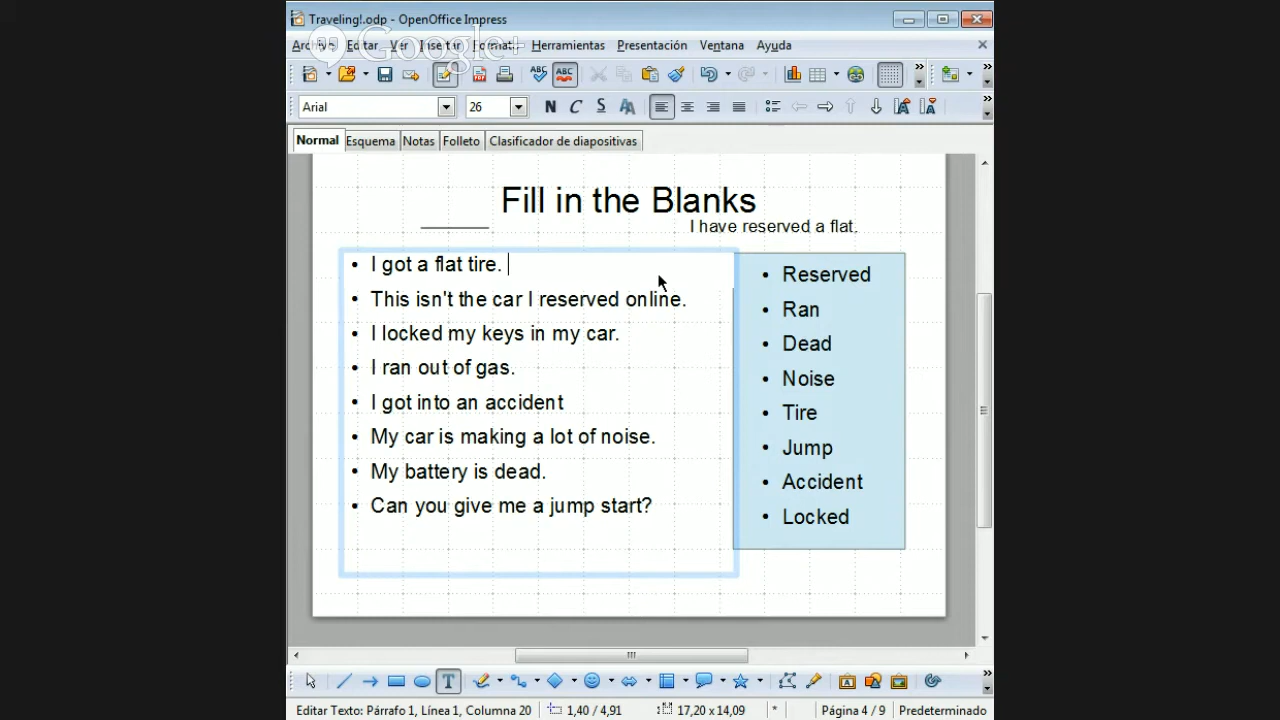 Traveling!.odp - OpenOffice Impress
Archivo Editar Ver Insertar Formato Herramientas Presentación Ventana Ayuda
Google+
Arial 26 N C S
Normal Esquema Notas Folleto Clasificador de diapositivas
Fill in the Blanks
I have reserved a flat.
• I got a flat tire.
• This isn't the car I reserved online.
• I locked my keys in my car.
• I ran out of gas.
• I got into an accident
• My car is making a lot of noise.
• My battery is dead.
• Can you give me a jump start?
• Reserved
• Ran
• Dead
• Noise
• Tire
• Jump
• Accident
• Locked
Editar Texto: Párrafo 1, Línea 1, Columna 20 1,40 / 4,91 17,20 x 14,09 * Página 4 / 9 Predeterminado